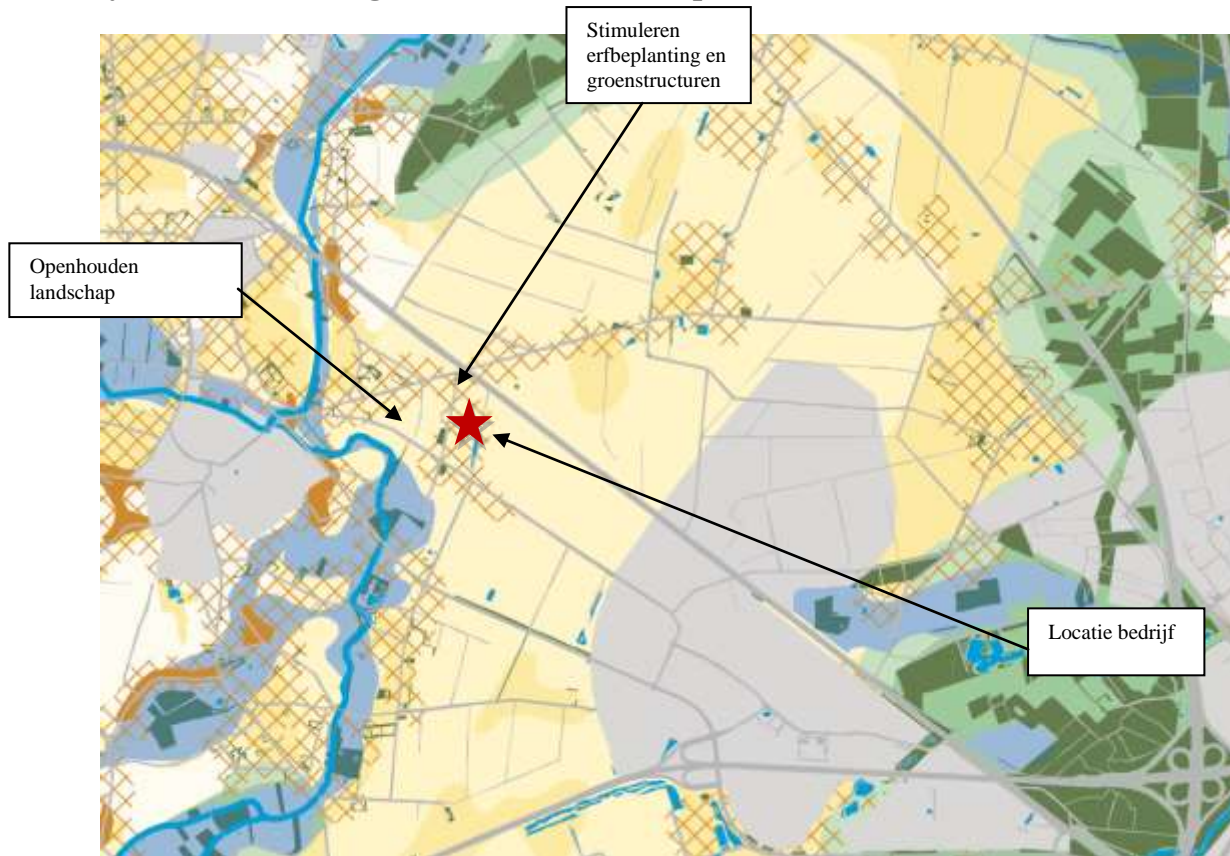 Stimuleren
erfbeplanting en
groenstructuren
Openhouden
landschap
Locatie bedrijf